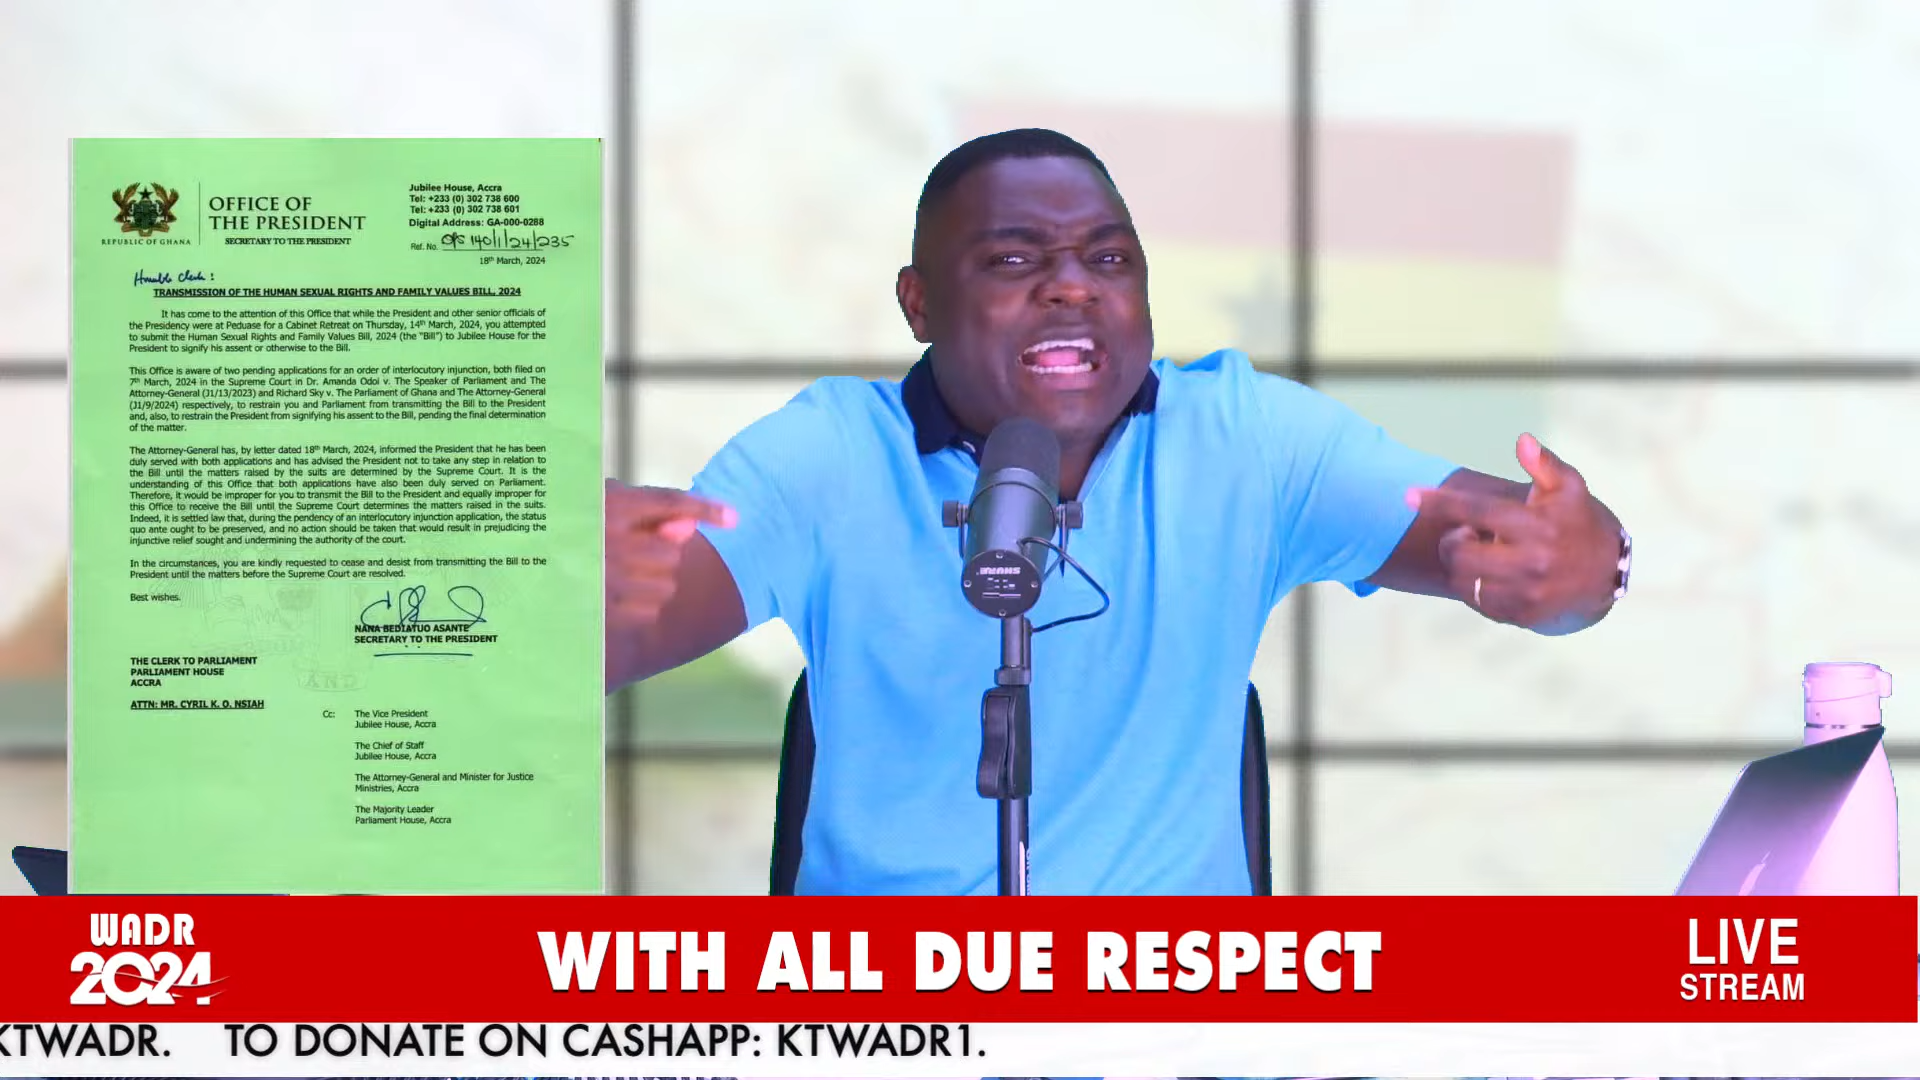 OFFICE OF
THE PRESIDENT
SECRETARY TO THE PRESIDENT
REPUBLIC OF GHANA
Jubilee House, Accra
Tel: +233 (0) 302 738 600
Tel: +233 (0) 302 738 601
Digital Address: GA-000-0288
Ref. No. OPS 140/1/24/235
18th March, 2024
Humble Clerk:
TRANSMISSION OF THE HUMAN SEXUAL RIGHTS AND FAMILY VALUES BILL, 2024
It has come to the attention of this Office that while the President and other senior officials of
the Presidency were at Peduase for a Cabinet Retreat on Thursday, 14th March, 2024, you attempted
to submit the Human Sexual Rights and Family Values Bill, 2024 (the "Bill") to Jubilee House for the
President to signify his assent or otherwise to the Bill.
This Office is aware of two pending applications for an order of interlocutory injunction, both filed on
7th March, 2024 in the Supreme Court in Dr. Amanda Odoi v. The Speaker of Parliament and The
Attorney-General (J1/13/2023) and Richard Sky v. The Parliament of Ghana and The Attorney-General
(J1/9/2024) respectively, to restrain you and Parliament from transmitting the Bill to the President
and, also, to restrain the President from signifying his assent to the Bill, pending the final determination
of the matter.
The Attorney-General has, by letter dated 18th March, 2024, informed the President that he has been
duly served with both applications and has advised the President not to take any step in relation to
the Bill until the matters raised by the suits are determined by the Supreme Court. It is the
understanding of this Office that both applications have also been duly served on Parliament.
Therefore, it would be improper for you to transmit the Bill to the President and equally improper for
this Office to receive the Bill until the Supreme Court determines the matters raised in the suits.
Indeed, it is settled law that, during the pendency of an interlocutory injunction application, the status
quo ante ought to be preserved, and no action should be taken that would result in prejudicing the
injunctive relief sought and undermining the authority of the court.
In the circumstances, you are kindly requested to cease and desist from transmitting the Bill to the
President until the matters before the Supreme Court are resolved.
Best wishes.
NANA BEDIATUO ASANTE
SECRETARY TO THE PRESIDENT
THE CLERK TO PARLIAMENT
PARLIAMENT HOUSE
ACCRA
ATTN: MR. CYRIL K. O. NSIAH
Cc: The Vice President
Jubilee House, Accra
The Chief of Staff
Jubilee House, Accra
The Attorney-General and Minister for Justice
Ministries, Accra
The Majority Leader
Parliament House, Accra
SHURE
WADR
2024
WITH ALL DUE RESPECT
LIVE
STREAM
KTWADR. TO DONATE ON CASHAPP: KTWADR1.